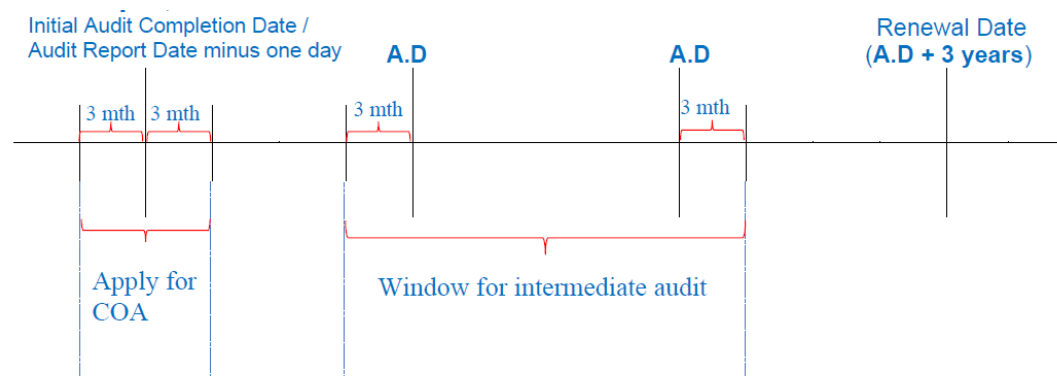 Initial Audit Completion Date /
Audit Report Date minus one day
A.D
A.D
Renewal Date
(A.D + 3 years)
3 mth
3 mth
3 mth
3 mth
Apply for
COA
Window for intermediate audit